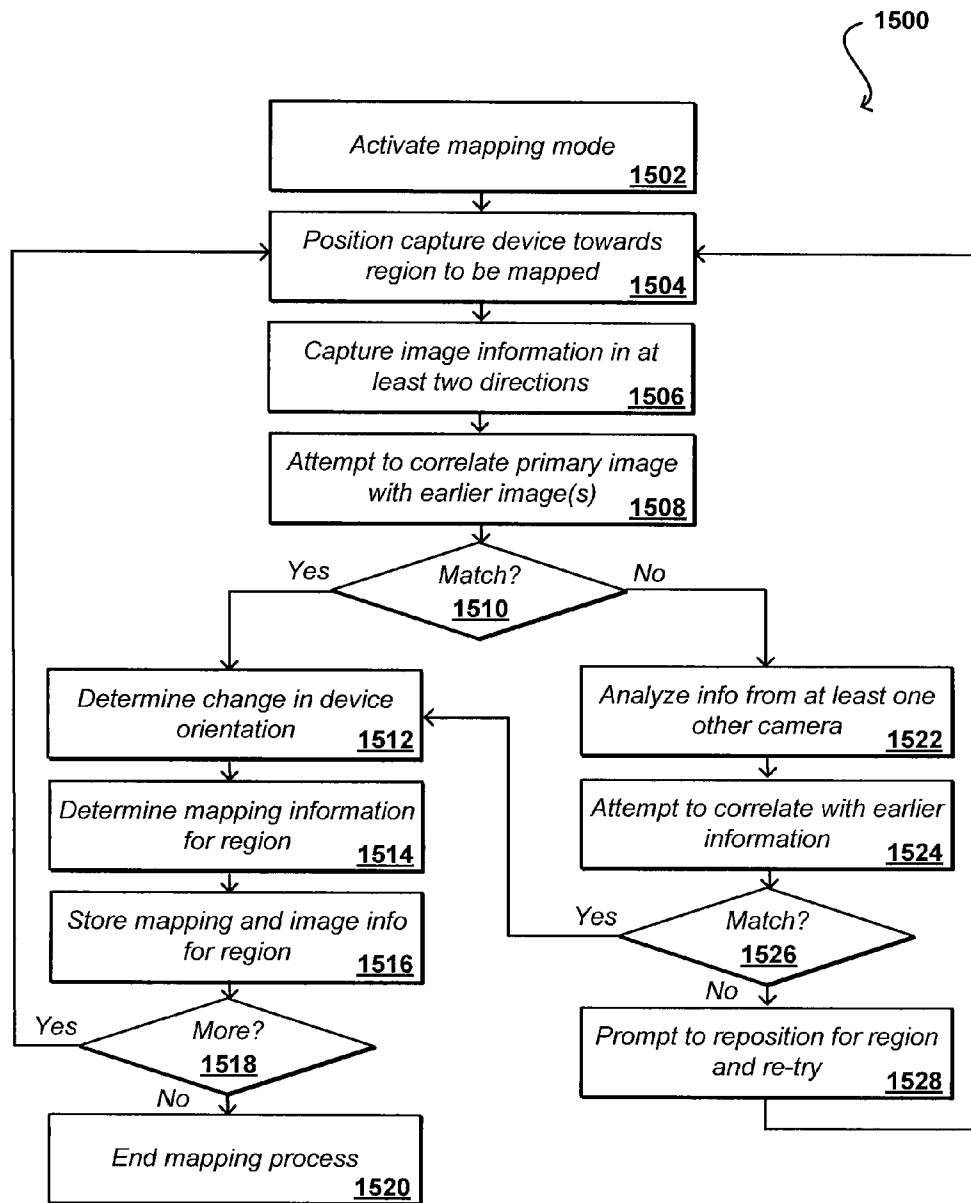 1500
Activate mapping mode
1502
Position capture device towards
region to be mapped
1504
Capture image information in at
least two directions
1506
Attempt to correlate primary image
with earlier image(s)
1508
Yes
Match?
No
1510
Determine change in device
orientation
1512
Analyze info from at least one
other camera
1522
Determine mapping information
for region
1514
Attempt to correlate with earlier
information
1524
Store mapping and image info
for region
1516
Yes
Match?
1526
No
Yes
More?
1518
No
Prompt to reposition for region
and re-try
1528
End mapping process
1520